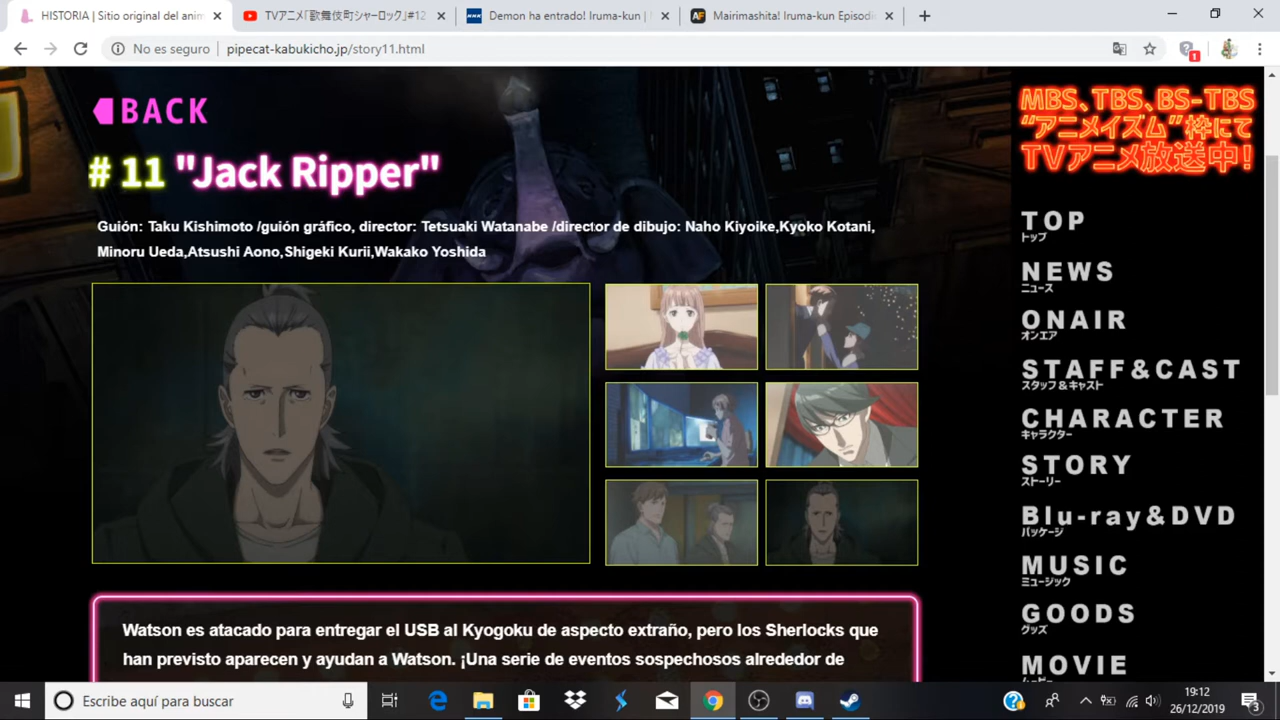 HISTORIA | Sitio original del anim
TVアニメ「歌舞伎町シャーロック」#12
Demon ha entrado! Iruma-kun |
Mairimashita! Iruma-kun Episodi
No es seguro
pipecat-kabukicho.jp/story11.html
1
BACK
# 11 "Jack Ripper"
Guión: Taku Kishimoto /guión gráfico, director: Tetsuaki Watanabe /director de dibujo: Naho Kiyoike,Kyoko Kotani,
Minoru Ueda,Atsushi Aono,Shigeki Kurii,Wakako Yoshida
Watson es atacado para entregar el USB al Kyogoku de aspecto extraño, pero los Sherlocks que
han previsto aparecen y ayudan a Watson. ¡Una serie de eventos sospechosos alrededor de
MBS、TBS、BS-TBS
“アニメイズム”枠にて
TVアニメ放送中!
TOP
トップ
NEWS
ニュース
ONAIR
オンエア
STAFF&CAST
スタッフ&キャスト
CHARACTER
キャラクター
STORY
ストーリー
Blu-ray&DVD
パッケージ
MUSIC
ミュージック
GOODS
グッズ
MOVIE
ムービー
Escribe aquí para buscar
19:12
26/12/2019
3